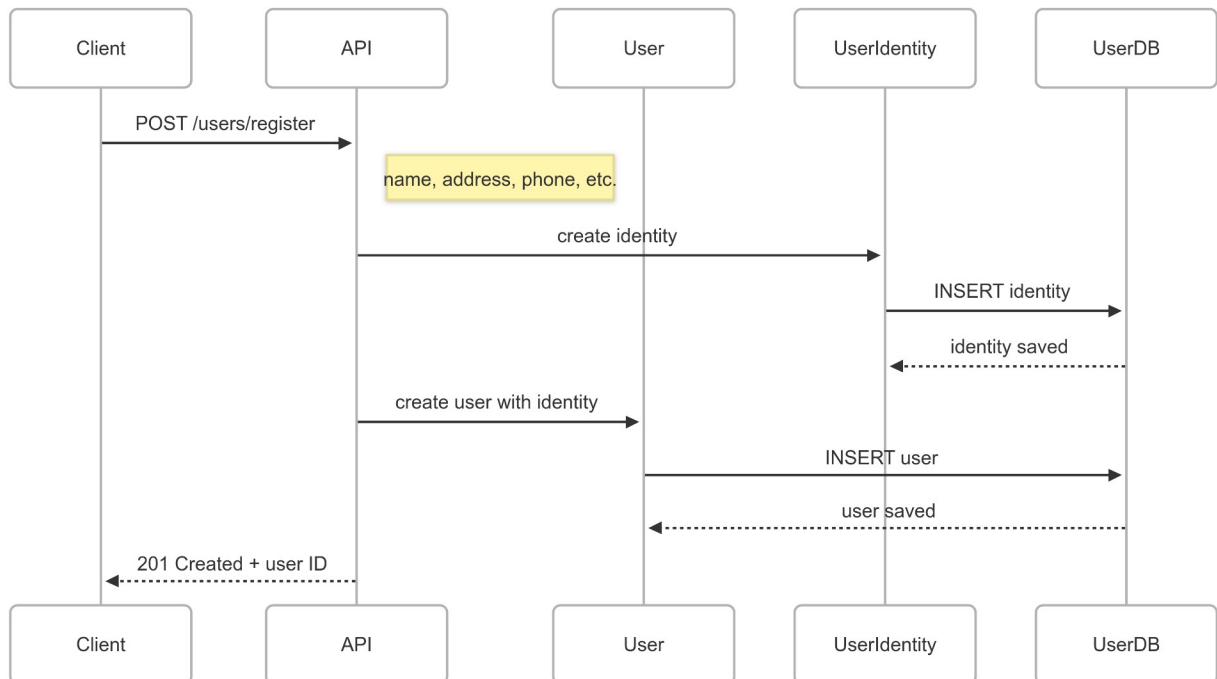 Client
API
User
UserIdentity
UserDB
POST /users/register
name, address, phone, etc.
create identity
INSERT identity
identity saved
create user with identity
INSERT user
user saved
201 Created + user ID
Client
API
User
UserIdentity
UserDB